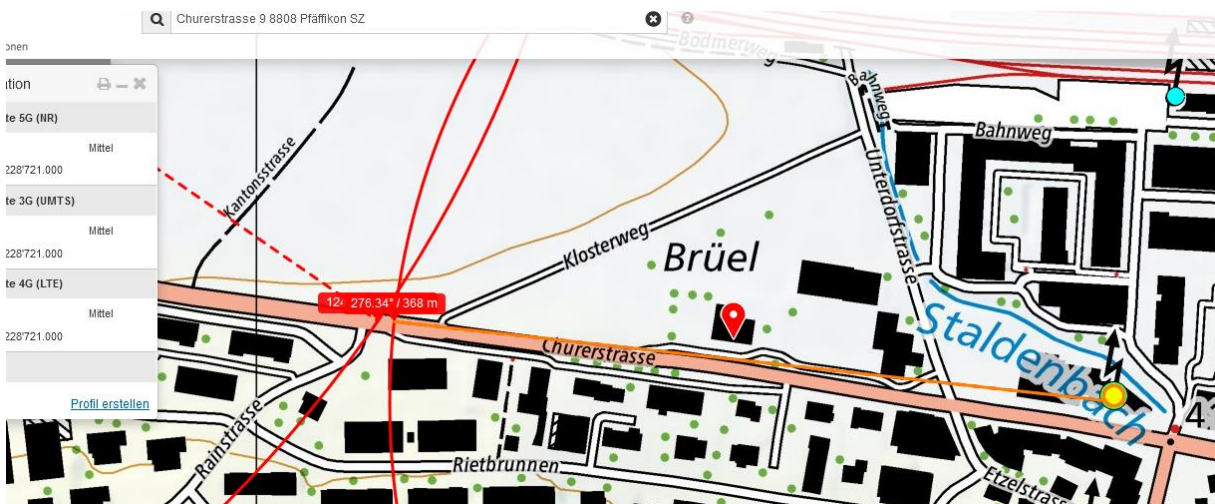 Churerstrasse 9 8808 Pfäffikon SZ
onen
ation
te 5G (NR)
Mittel
228'721.000
te 3G (UMTS)
Mittel
228'721.000
te 4G (LTE)
Mittel
228'721.000
Profil erstellen
Bodmerweg
Bahnweg
Bahnweg
Kantonsstrasse
Unterdorfstrasse
Klosterweg
Brüel
276.34° / 368 m
Churerstrasse
Staldenbach
4
Rainstrasse
Rietbrunnen
Etzelstrasse